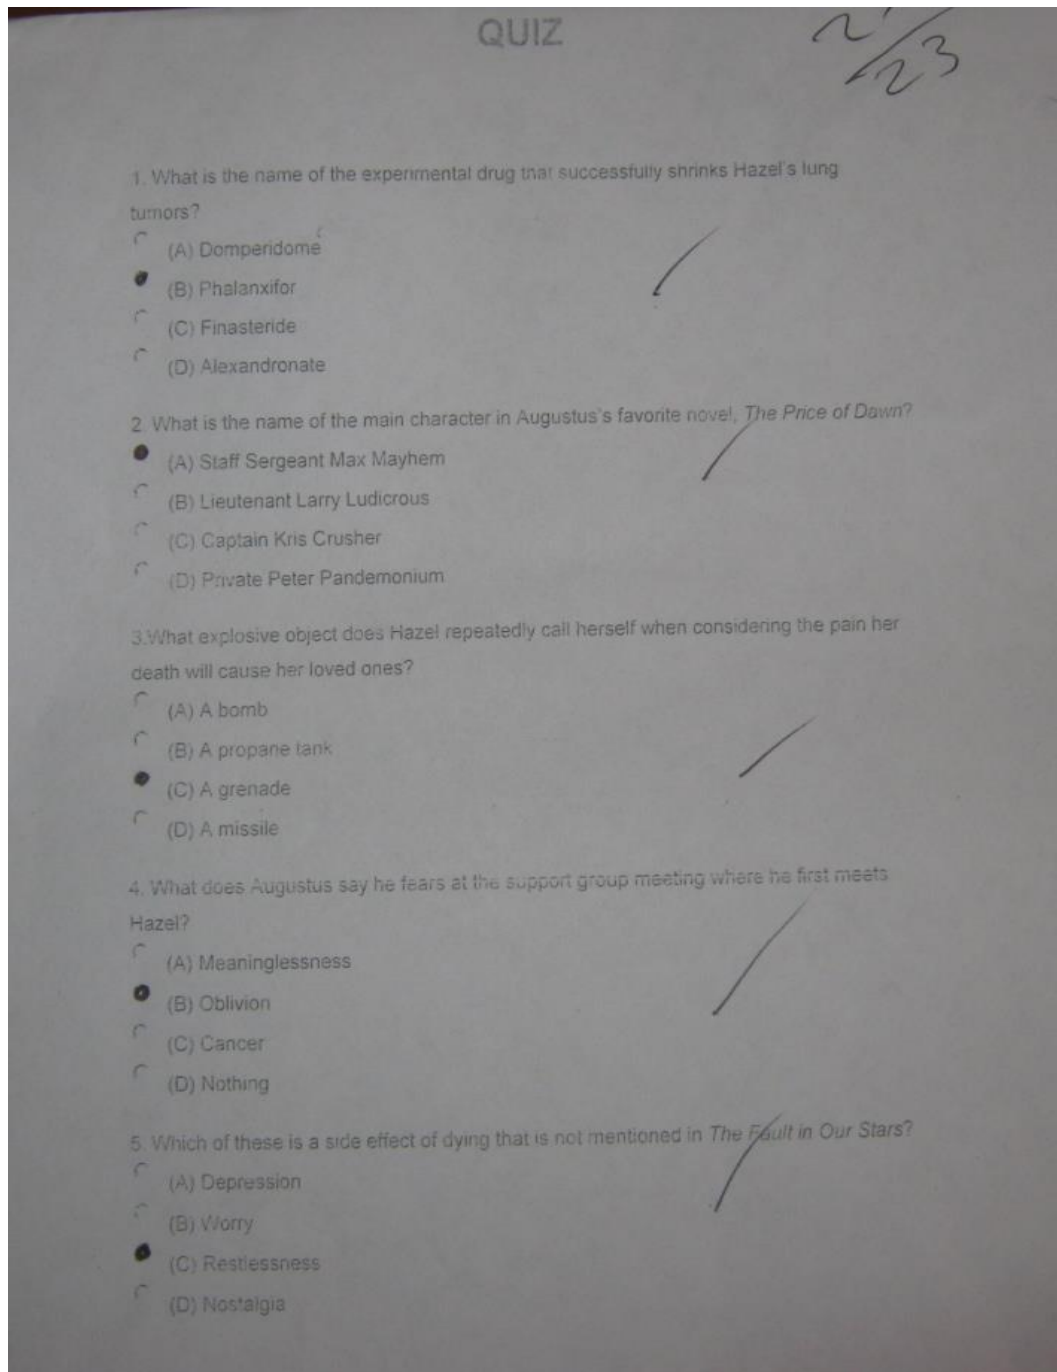 QUIZ
23
1. What is the name of the experimental drug that successfully shrinks Hazel's lung
tumors?
(A) Domperidome
(B) Phalanxifor
(C) Finasteride
(D) Alexandronate
2. What is the name of the main character in Augustus's favorite novel, The Price of Dawn?
(A) Staff Sergeant Max Mayhem
(B) Lieutenant Larry Ludicrous
(C) Captain Kris Crusher
(D) Private Peter Pandemonium
3.What explosive object does Hazel repeatedly call herself when considering the pain her
death will cause her loved ones?
(A) A bomb
(B) A propane tank
(C) A grenade
(D) A missile
4. What does Augustus say he fears at the support group meeting where he first meets
Hazel?
(A) Meaninglessness
(B) Oblivion
(C) Cancer
(D) Nothing
5. Which of these is a side effect of dying that is not mentioned in The Fault in Our Stars?
(A) Depression
(B) Worry
(C) Restlessness
(D) Nostalgia